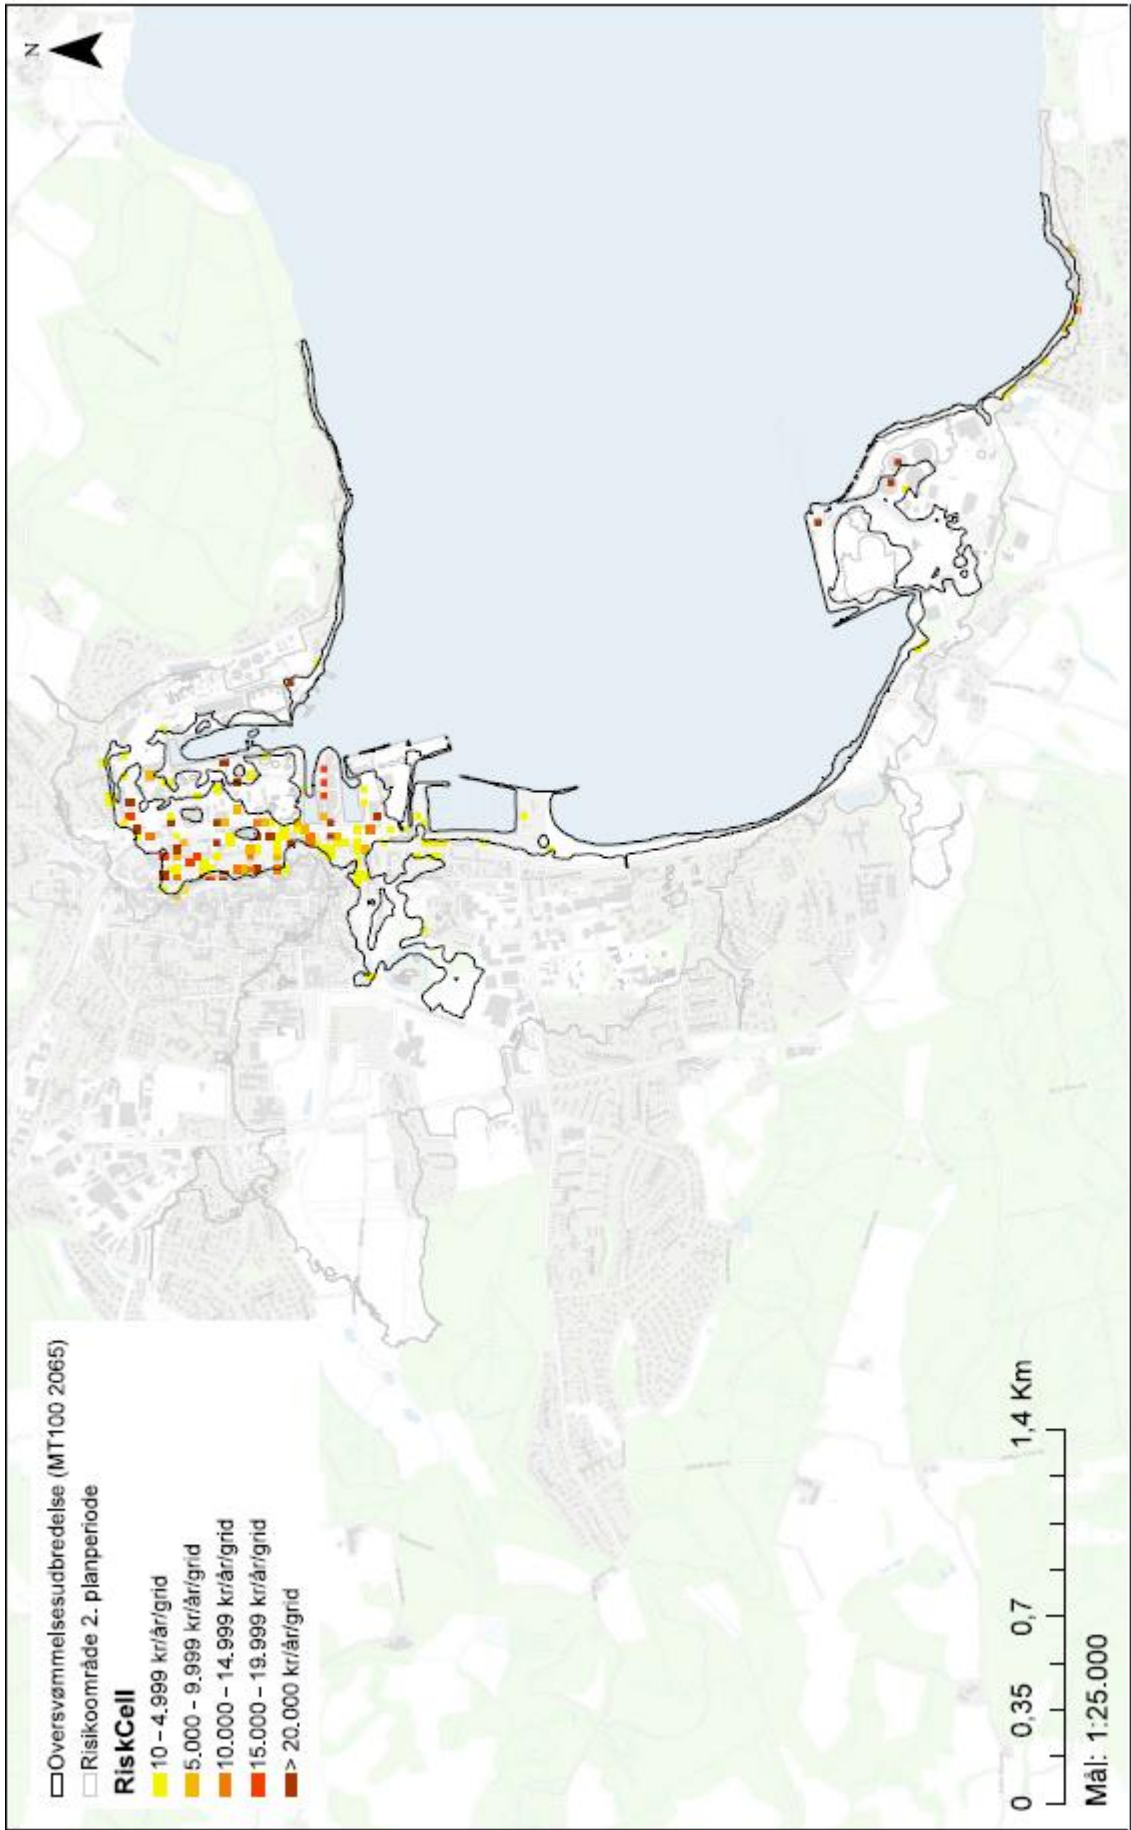 N
Oversvømmelsesudbredelse (MT100 2065)
Risikoområde 2. planperiode
RiskCell
10 – 4.999 kr/år/grid
5.000 – 9.999 kr/år/grid
10.000 – 14.999 kr/år/grid
15.000 – 19.999 kr/år/grid
> 20.000 kr/år/grid
0 0,35 0,7 1,4 Km
Mål: 1:25.000